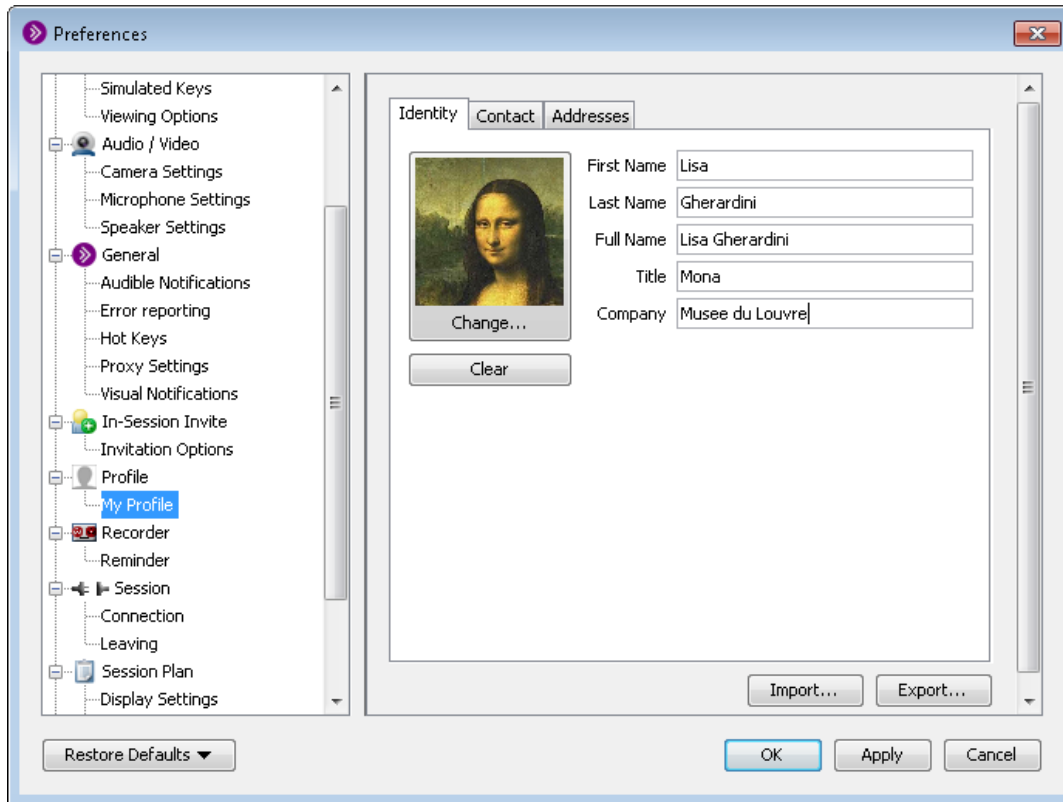 Preferences
Simulated Keys
Viewing Options
Audio / Video
Camera Settings
Microphone Settings
Speaker Settings
General
Audible Notifications
Error reporting
Hot Keys
Proxy Settings
Visual Notifications
In-Session Invite
Invitation Options
Profile
My Profile
Recorder
Reminder
Session
Connection
Leaving
Session Plan
Display Settings
Identity Contact Addresses
Change...
Clear
First Name Lisa
Last Name Gherardini
Full Name Lisa Gherardini
Title Mona
Company Musee du Louvre
Import... Export...
Restore Defaults OK Apply Cancel